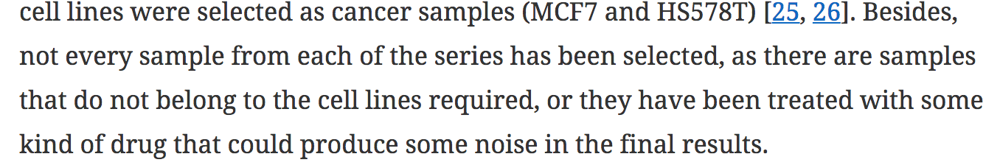 cell lines were selected as cancer samples (MCF7 and HS578T) [25, 26]. Besides,
not every sample from each of the series has been selected, as there are samples
that do not belong to the cell lines required, or they have been treated with some
kind of drug that could produce some noise in the final results.